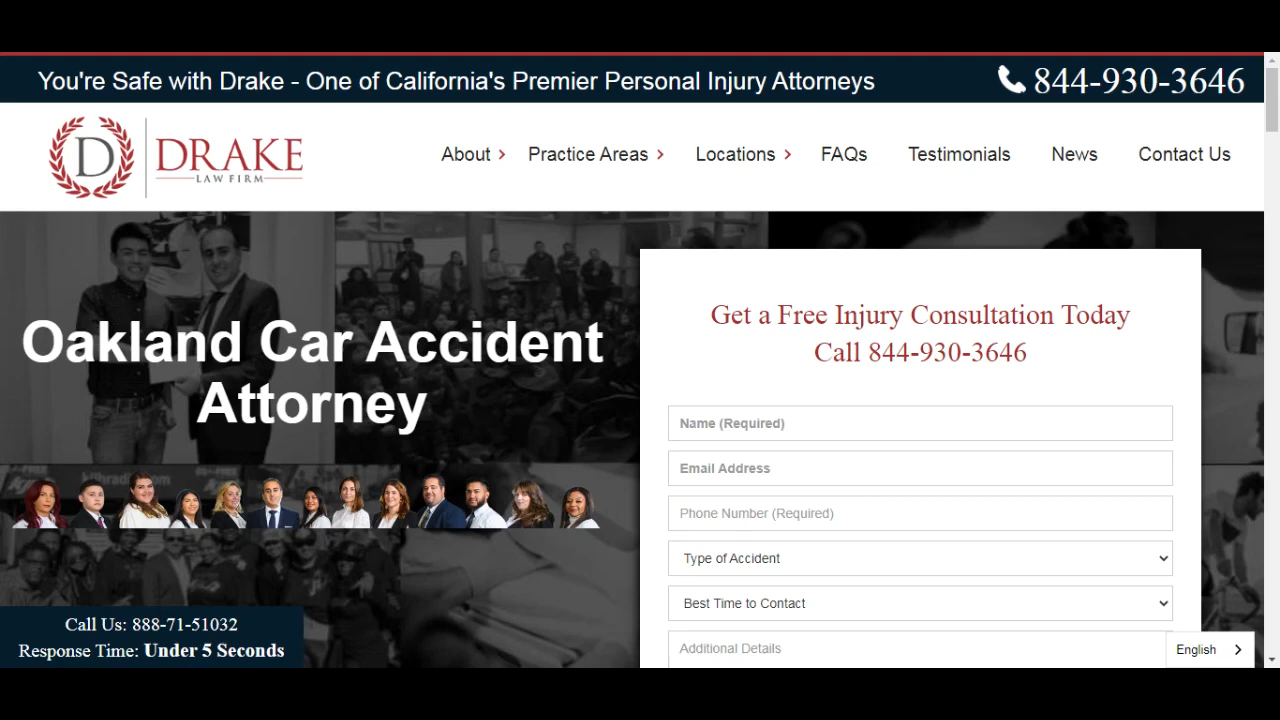 You're Safe with Drake - One of California's Premier Personal Injury Attorneys
844-930-3646
D
DRAKE
LAW FIRM
About
Practice Areas
Locations
FAQs
Testimonials
News
Contact Us
Oakland Car Accident
Attorney
Get a Free Injury Consultation Today
Call 844-930-3646
Name (Required)
Email Address
Phone Number (Required)
Type of Accident
Best Time to Contact
Additional Details
Call Us: 888-71-51032
Response Time: Under 5 Seconds
English